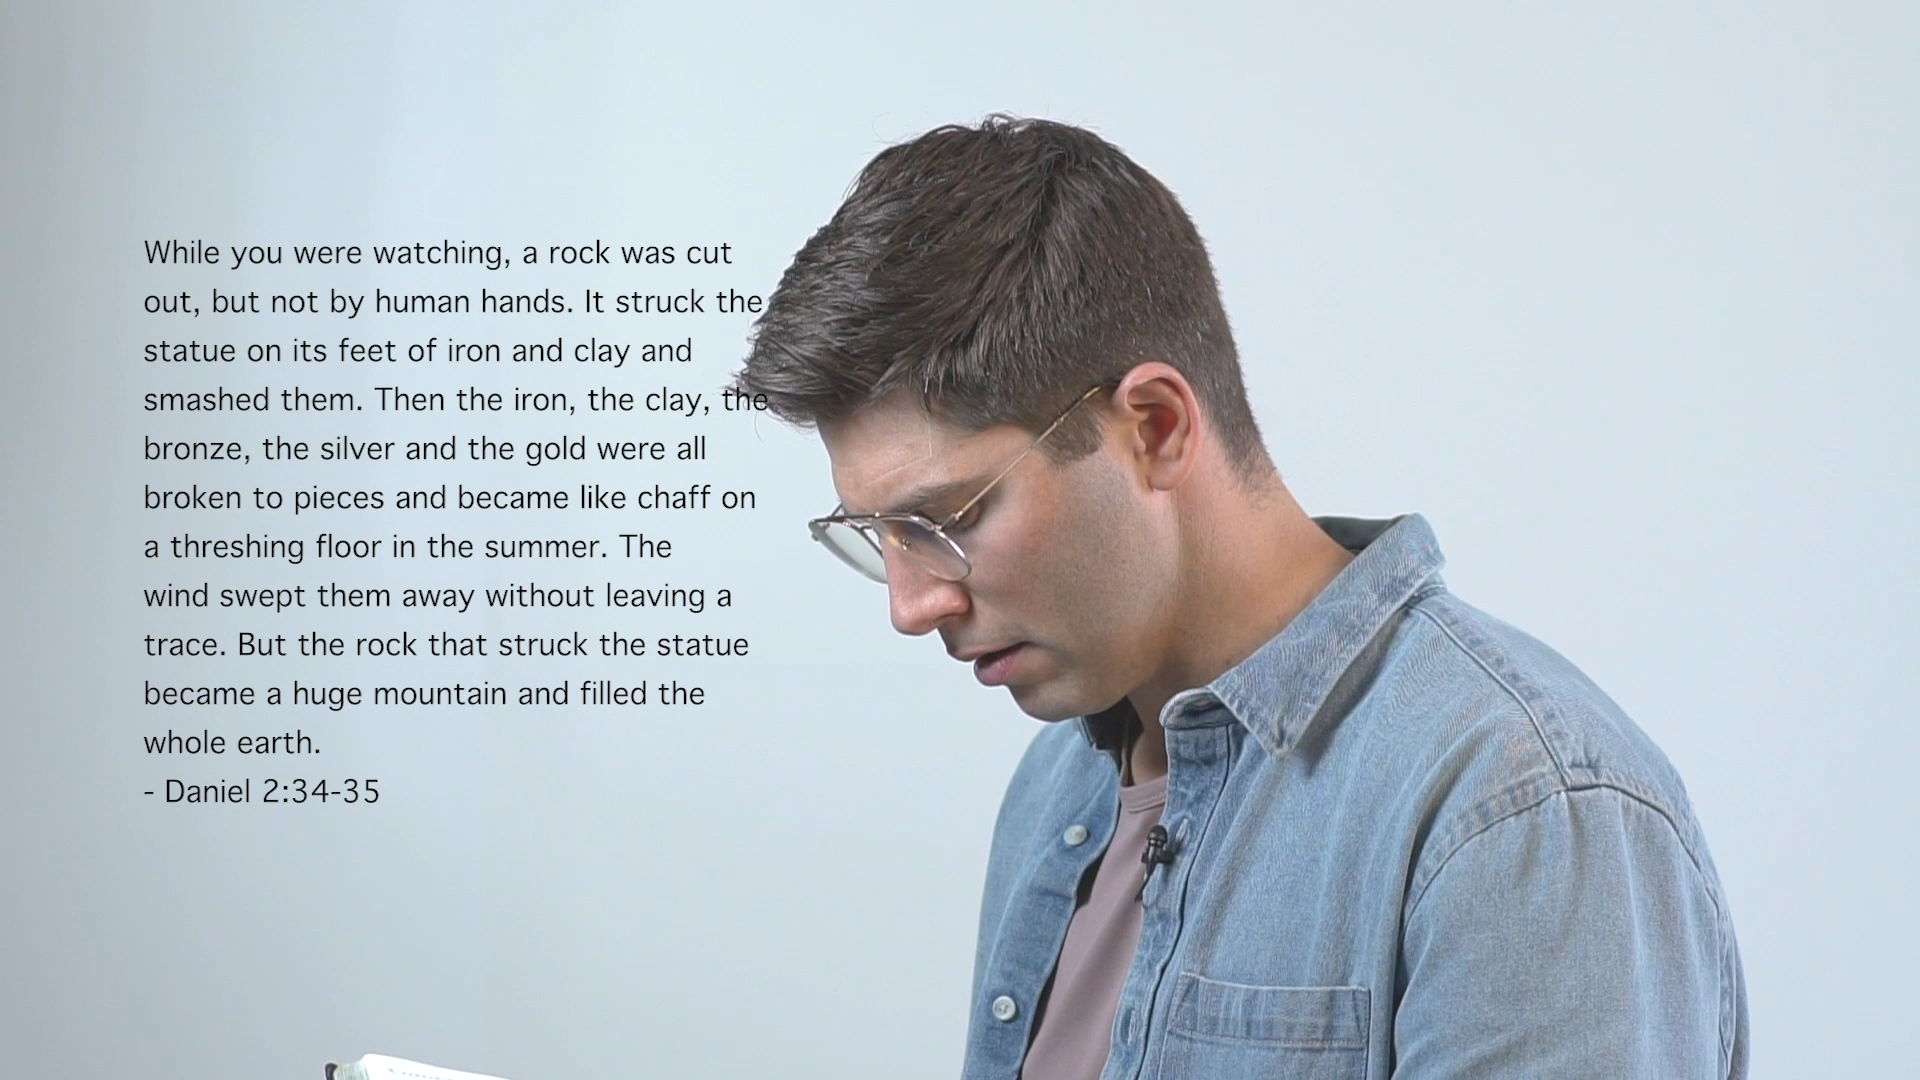 While you were watching, a rock was cut
out, but not by human hands. It struck the
statue on its feet of iron and clay and
smashed them. Then the iron, the clay, the
bronze, the silver and the gold were all
broken to pieces and became like chaff on
a threshing floor in the summer. The
wind swept them away without leaving a
trace. But the rock that struck the statue
became a huge mountain and filled the
whole earth.
- Daniel 2:34-35